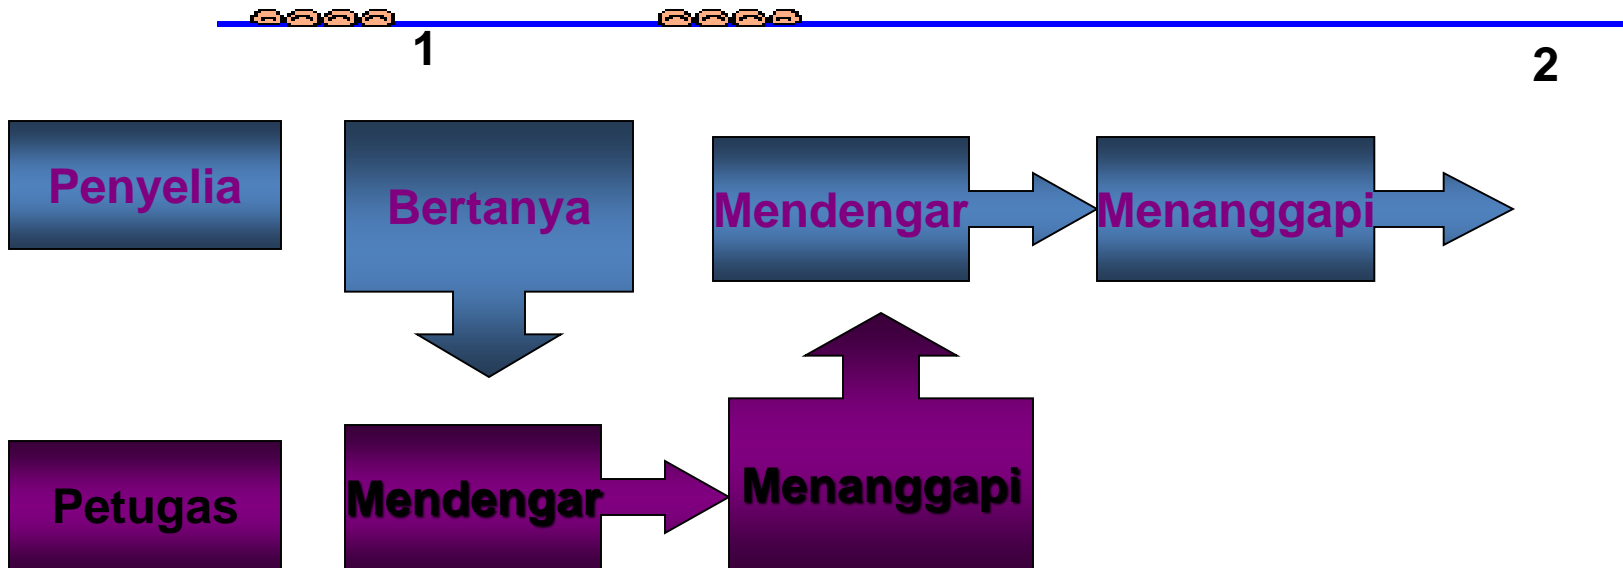 1
2
Penyelia
Bertanya
Mendengar
Menanggapi
Petugas
Mendengar
Menanggapi